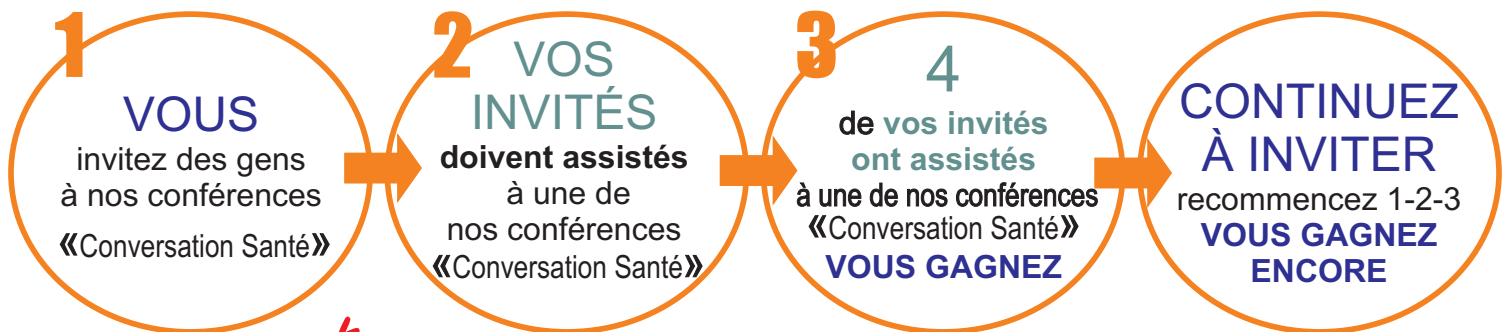 1
VOUS
invitez des gens
à nos conférences
«Conversation Santé»
2
VOS
INVITÉS
doivent assistés
à une de
nos conférences
«Conversation Santé»
3
4
de vos invités
ont assistés
à une de nos conférences
«Conversation Santé»
VOUS GAGNEZ
CONTINUEZ
À INVITER
recommencez 1-2-3
VOUS GAGNEZ
ENCORE